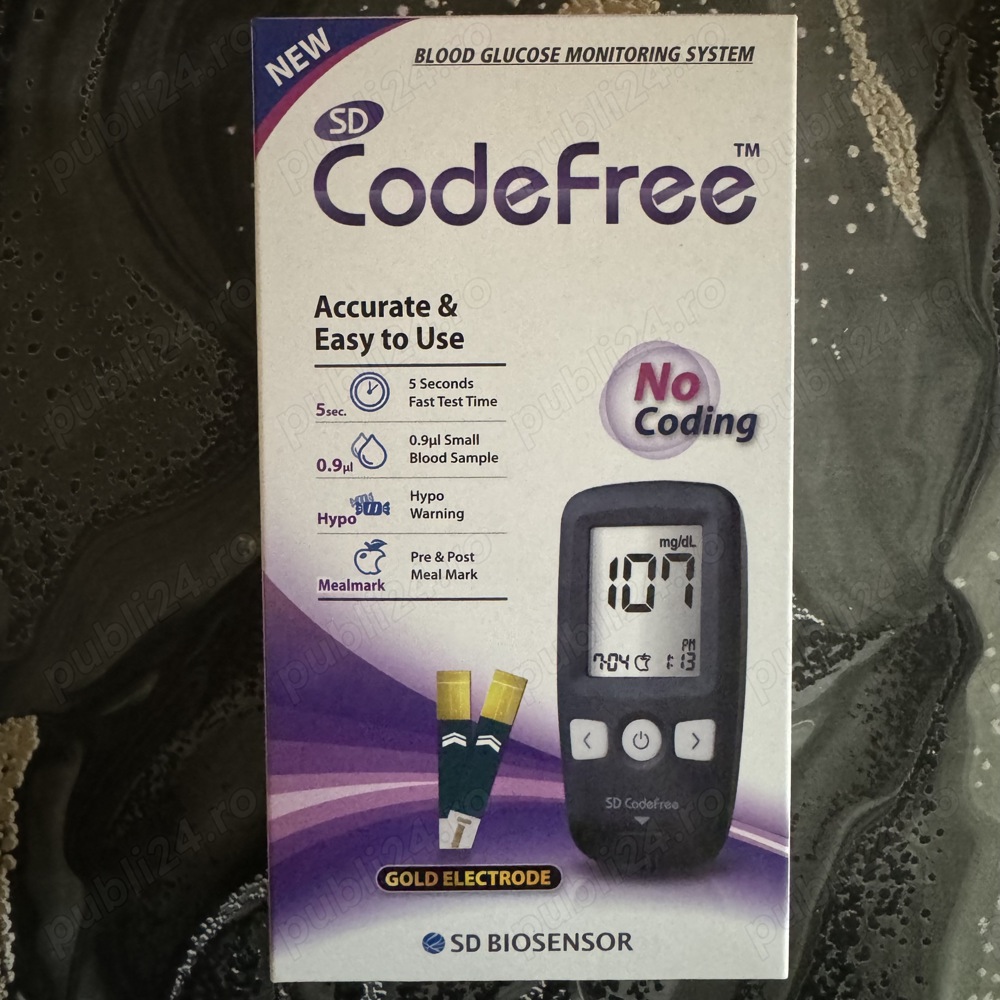 NEW
BLOOD GLUCOSE MONITORING SYSTEM
SD
CodeFree™
Accurate &
Easy to Use
5sec.
5 Seconds
Fast Test Time
0.9µl
0.9µl Small
Blood Sample
Hypo
Hypo
Warning
Mealmark
Pre & Post
Meal Mark
No
Coding
mg/dL
107
PM
7-04 1:13
SD CodeFree
GOLD ELECTRODE
SD BIOSENSOR
publi24.ro